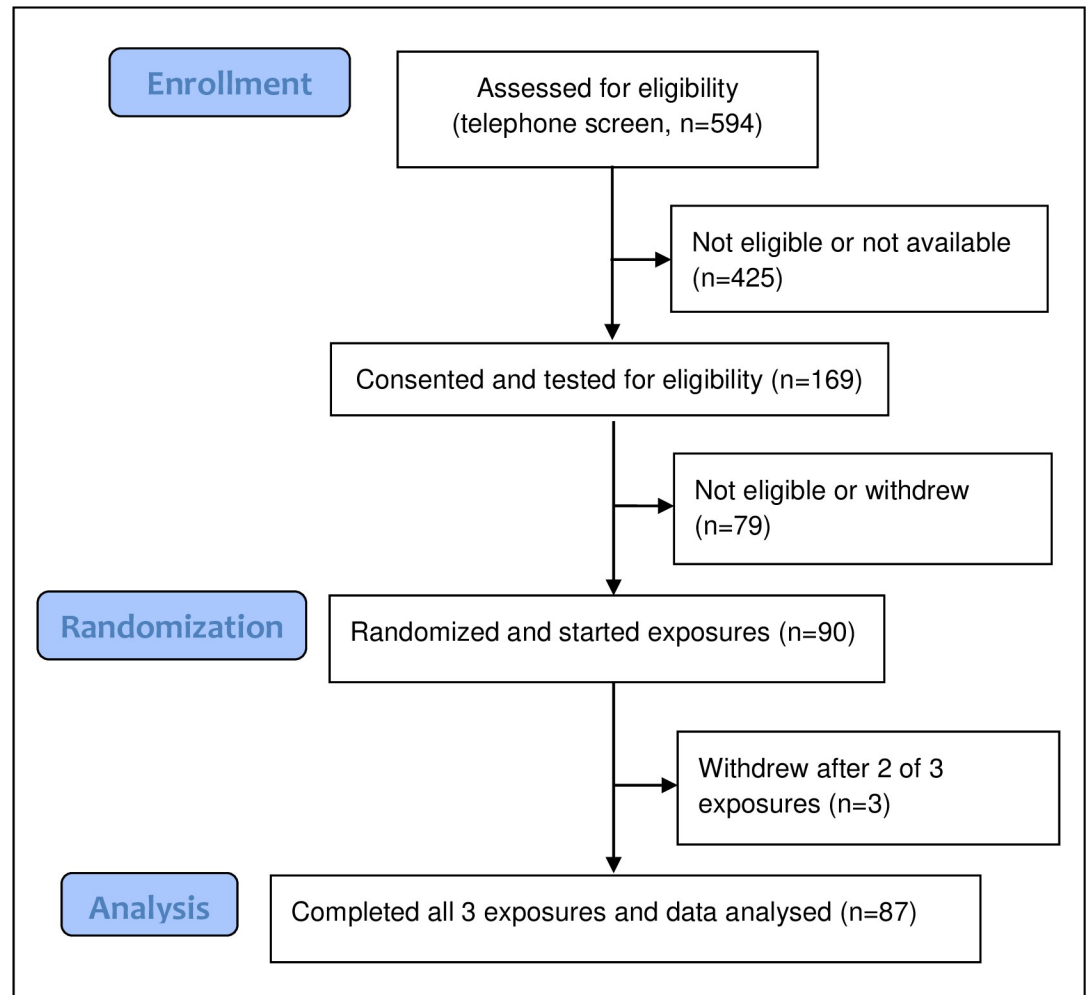 Enrollment
Assessed for eligibility
(telephone screen, n=594)
Not eligible or not available
(n=425)
Consented and tested for eligibility (n=169)
Not eligible or withdrew
(n=79)
Randomization
Randomized and started exposures (n=90)
Withdrew after 2 of 3
exposures (n=3)
Analysis
Completed all 3 exposures and data analysed (n=87)